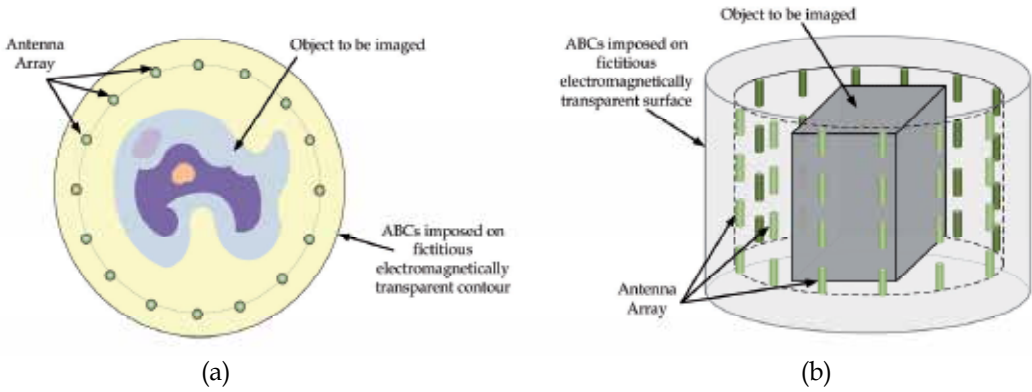 Antenna
Array
Object to be imaged
ABCs imposed on
fictitious
electromagnetically
transparent contour
(a)
Object to be imaged
ABCs imposed on
fictitious
electromagnetically
transparent surface
Antenna
Array
(b)